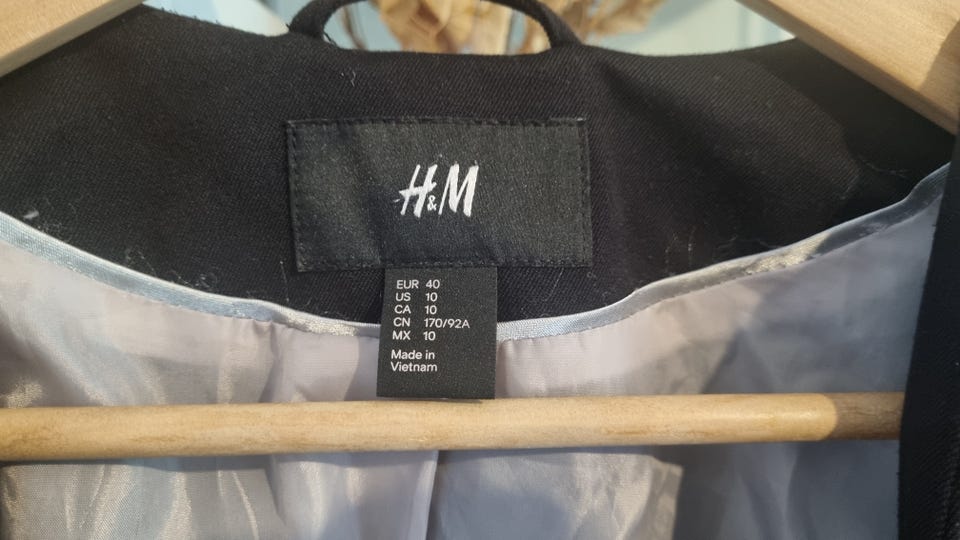 H&M
EUR 40
US 10
CA 10
CN 170/92A
MX 10
Made in
Vietnam